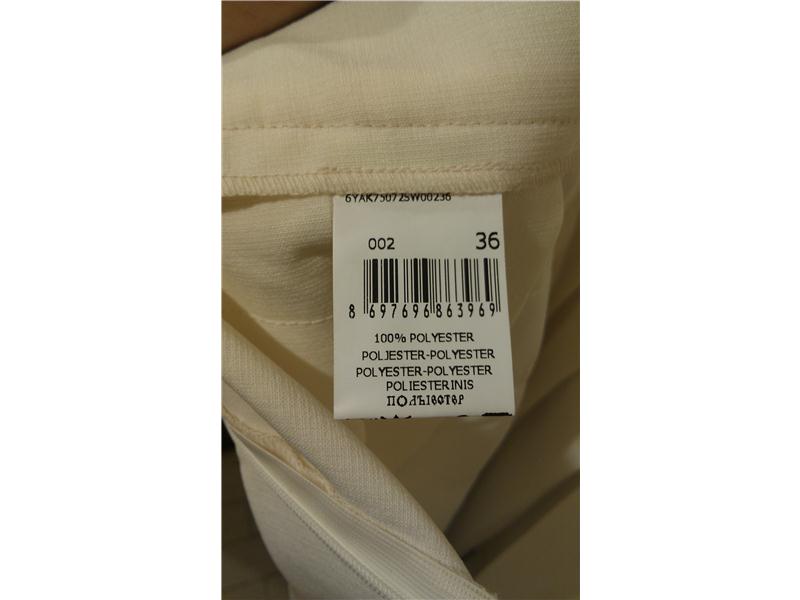 6YAK75072SW00236
002 36
8 697696 863969
100% POLYESTER
POLJESTER-POLYESTER
POLYESTER-POLYESTER
POLIESTERINIS